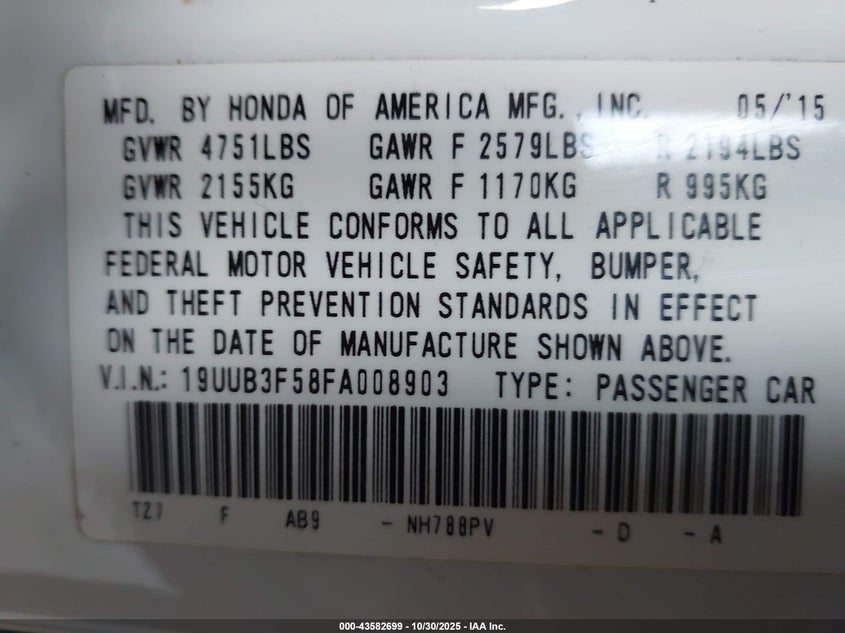 MFD. BY HONDA OF AMERICA MFG., INC. 05/'15
GVWR 4751LBS GAWR F 2579LBS R 2194LBS
GVWR 2155KG GAWR F 1170KG R 995KG
THIS VEHICLE CONFORMS TO ALL APPLICABLE
FEDERAL MOTOR VEHICLE SAFETY, BUMPER,
AND THEFT PREVENTION STANDARDS IN EFFECT
ON THE DATE OF MANUFACTURE SHOWN ABOVE.
V.I.N.: 19UUB3F58FA008903 TYPE: PASSENGER CAR
TZ7 F AB9 - NH788PV - D - A
000-43582699 | 10/30/2025 - IAA Inc.